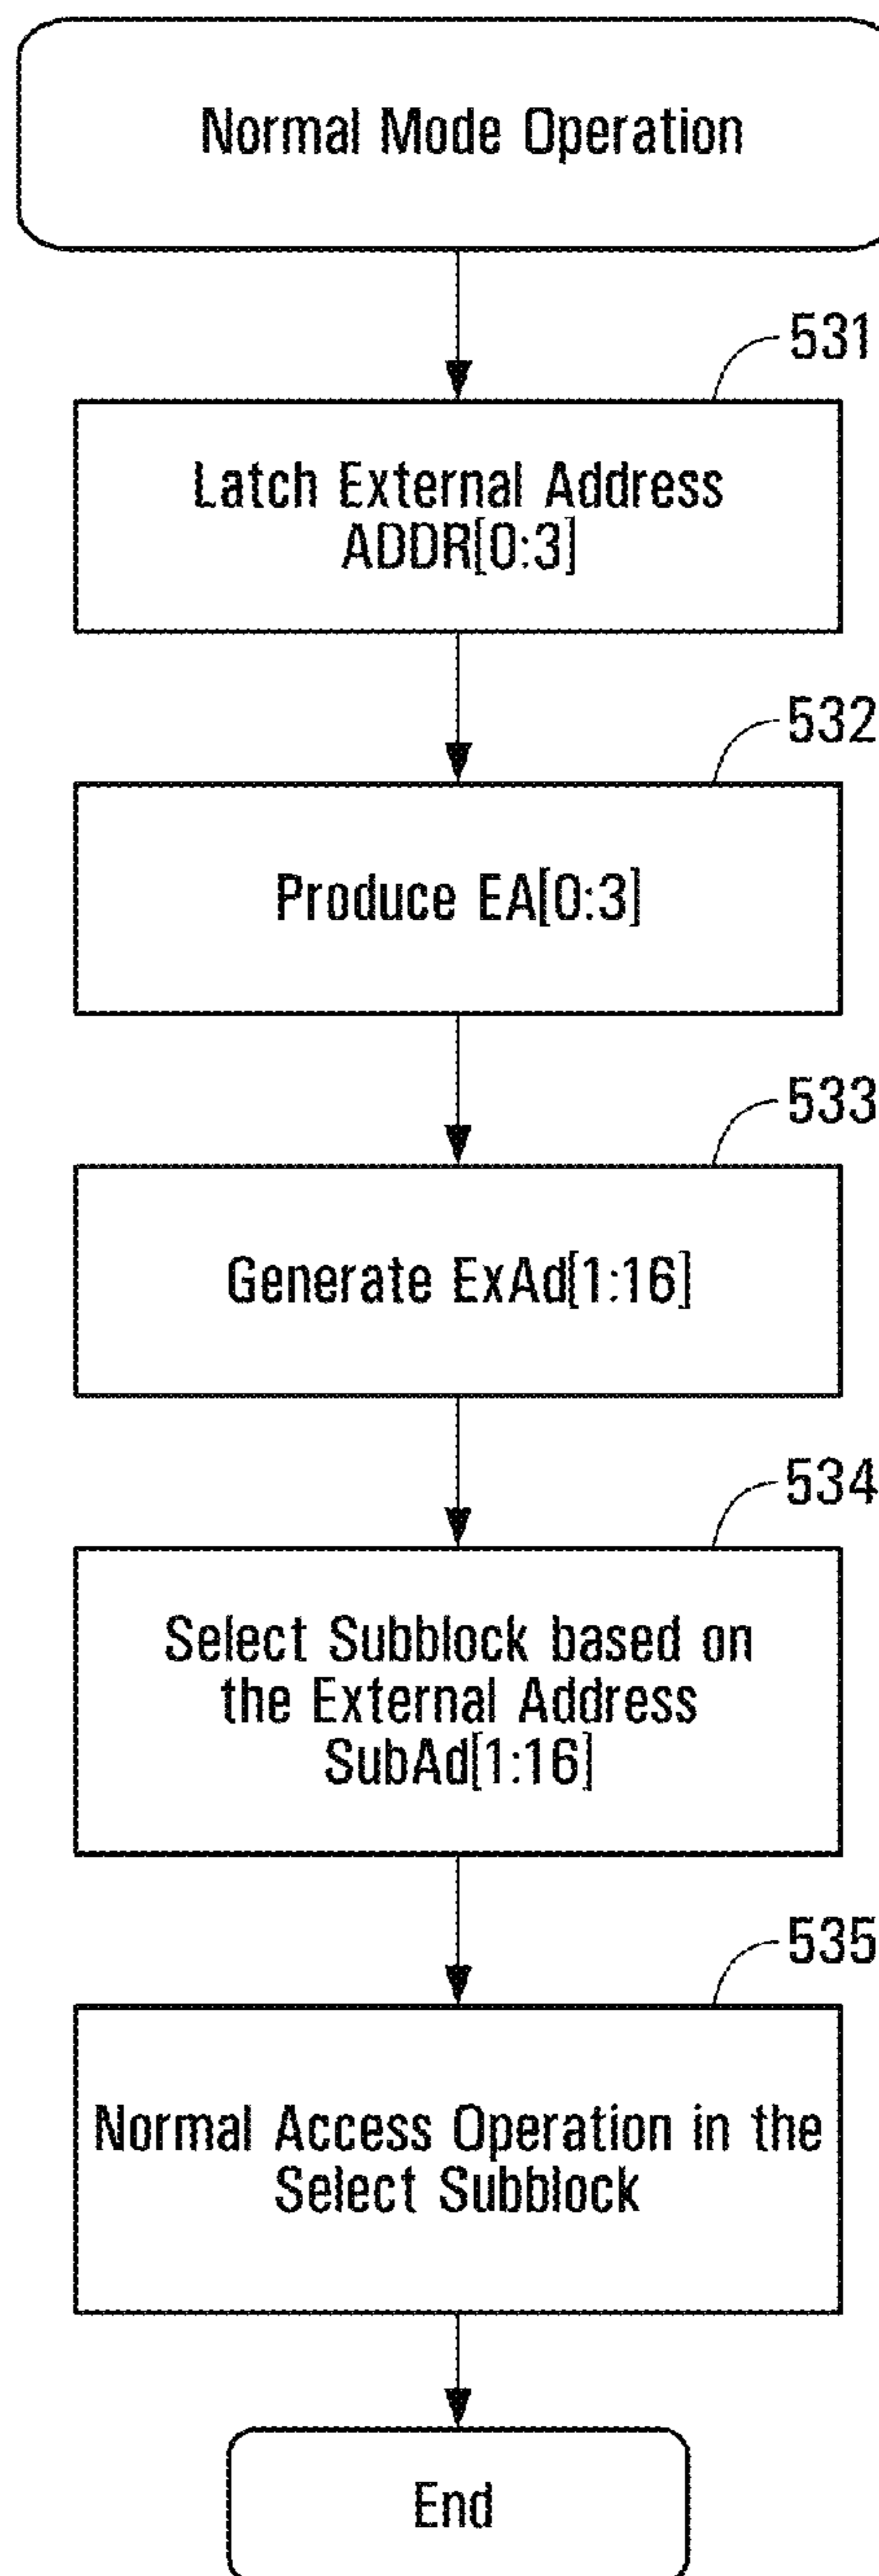 Normal Mode Operation
531
Latch External Address
ADDR[0:3]
532
Produce EA[0:3]
533
Generate ExAd[1:16]
534
Select Subblock based on
the External Address
SubAd[1:16]
535
Normal Access Operation in the
Select Subblock
End